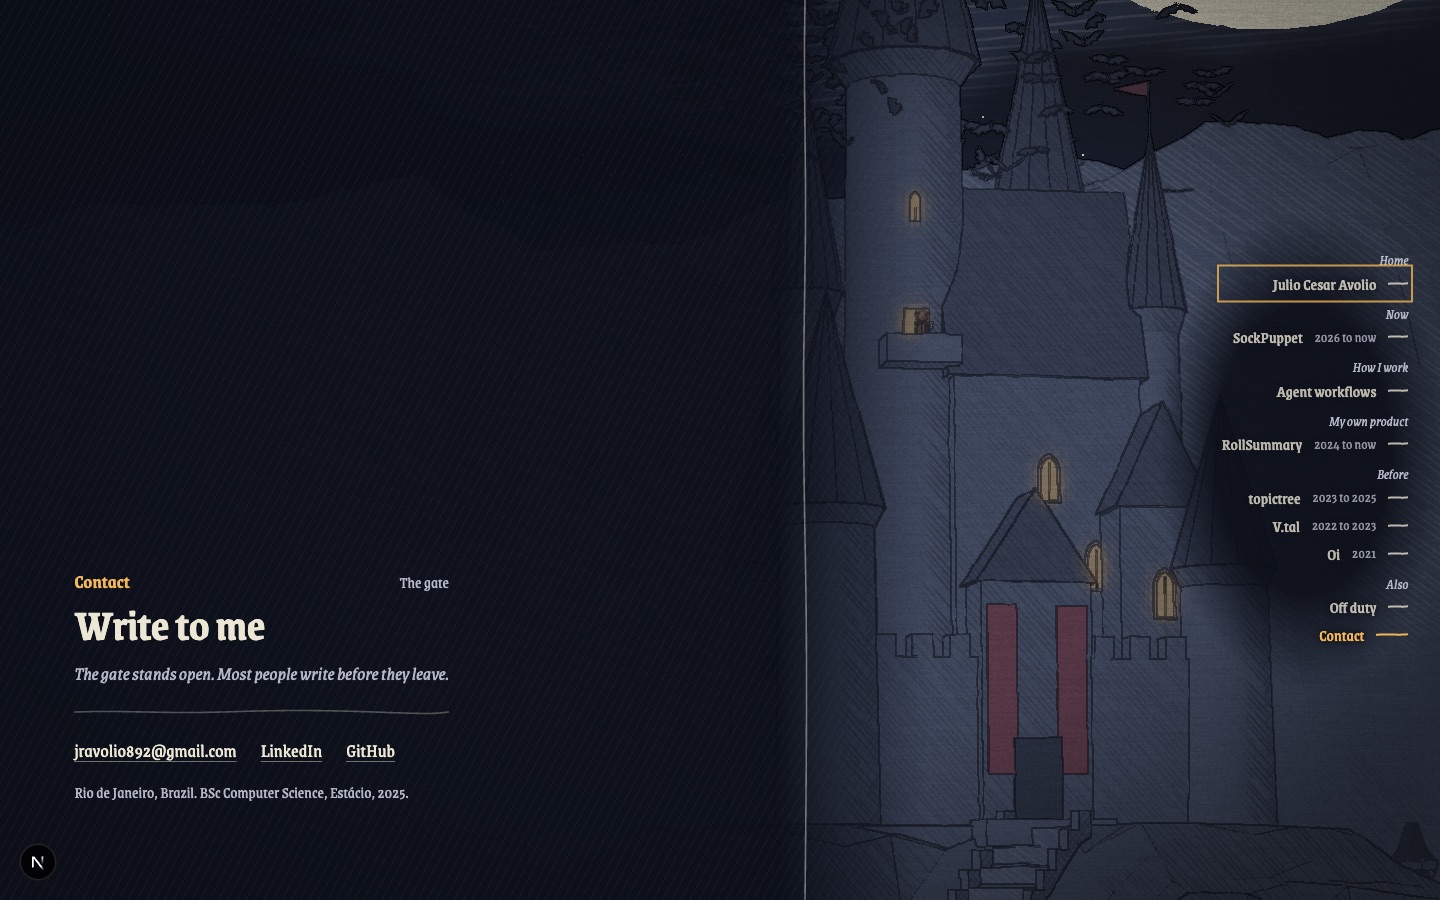 Home
Julio Cesar Avolio
Now
SockPuppet 2026 to now
How I work
Agent workflows
My own product
RollSummary 2024 to now
Before
topictree 2023 to 2025
V.tal 2022 to 2023
Oi 2021
Also
Off duty
Contact
Contact The gate
Write to me
The gate stands open. Most people write before they leave.
jravolio892@gmail.com LinkedIn GitHub
Rio de Janeiro, Brazil. BSc Computer Science, Estácio, 2025.
N